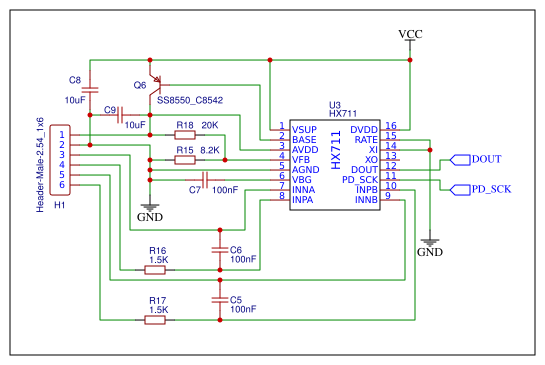 VCC
C8
10uF
Q6
SS8550_C8542
C9
10uF
R18 20K
R15 8.2K
C7 100nF
GND
Header-Male-2.54_1x6
1
2
3
4
5
6
H1
U3
HX711
HX711
1 VSUP
2 BASE
3 AVDD
4 VFB
5 AGND
6 VBG
7 INNA
8 INPA
DVDD 16
RATE 15
XI 14
XO 13
DOUT 12
PD_SCK 11
INPB 10
INNB 9
DOUT
PD_SCK
GND
R16
1.5K
C6
100nF
R17
1.5K
C5
100nF